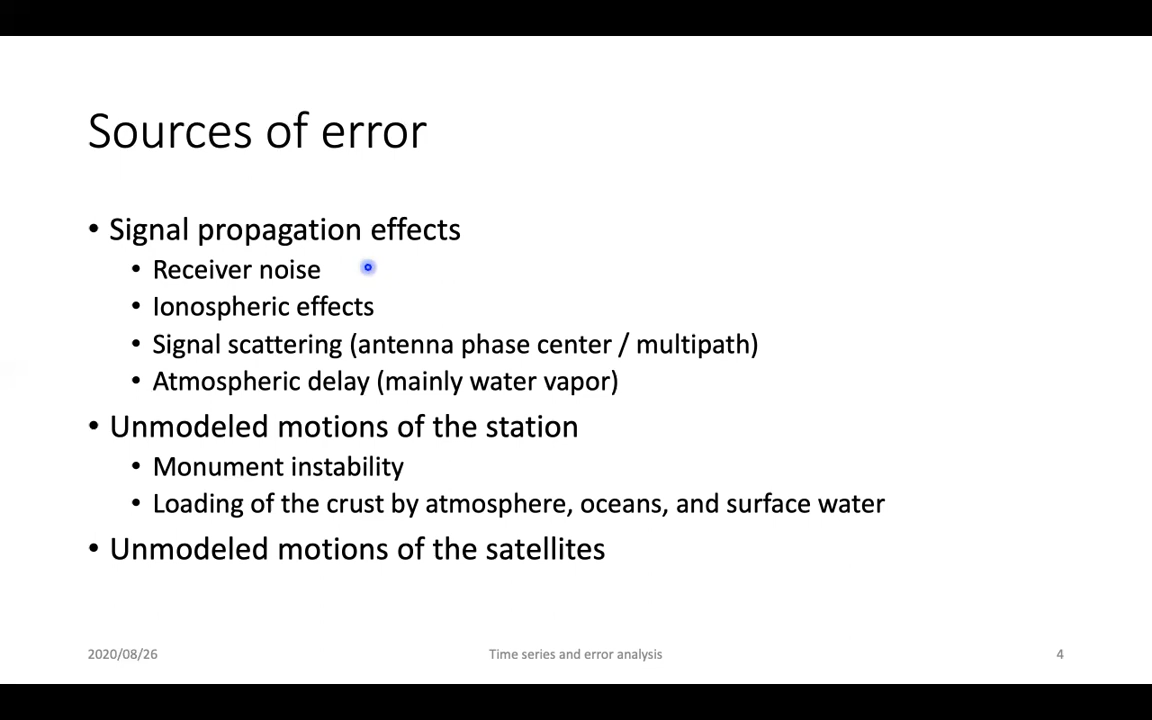 Sources of error
• Signal propagation effects
• Receiver noise
• Ionospheric effects
• Signal scattering (antenna phase center / multipath)
• Atmospheric delay (mainly water vapor)
• Unmodeled motions of the station
• Monument instability
• Loading of the crust by atmosphere, oceans, and surface water
• Unmodeled motions of the satellites
2020/08/26 Time series and error analysis 4